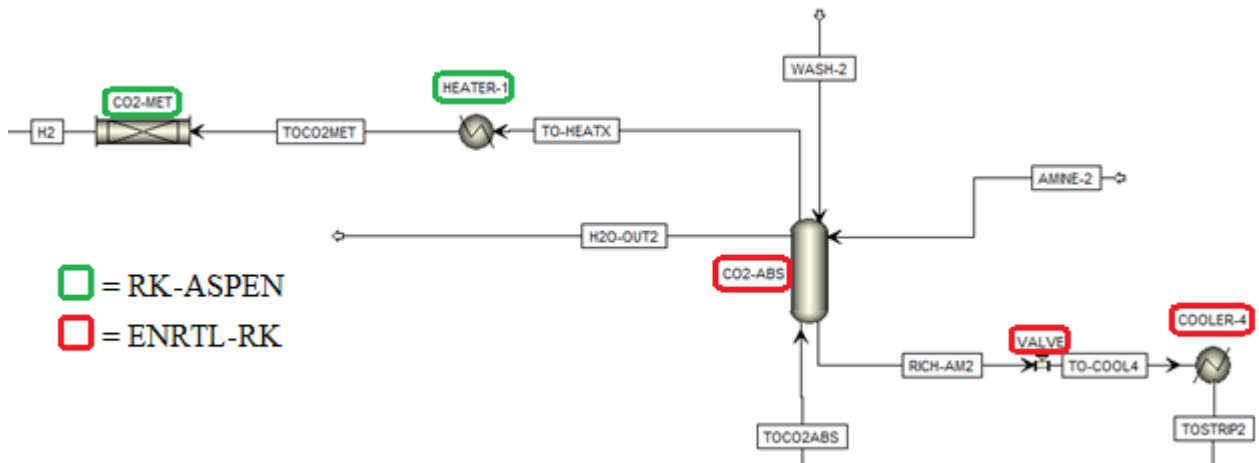 WASH-2
HEATER-1
CO2-MET
H2
TOCO2MET
TO-HEATX
AMINE-2
H2O-OUT2
CO2-ABS
= RK-ASPEN
= ENRTL-RK
COOLER-4
VALVE
RICH-AM2
TO-COOL4
TOCO2ABS
TOSTRIP2